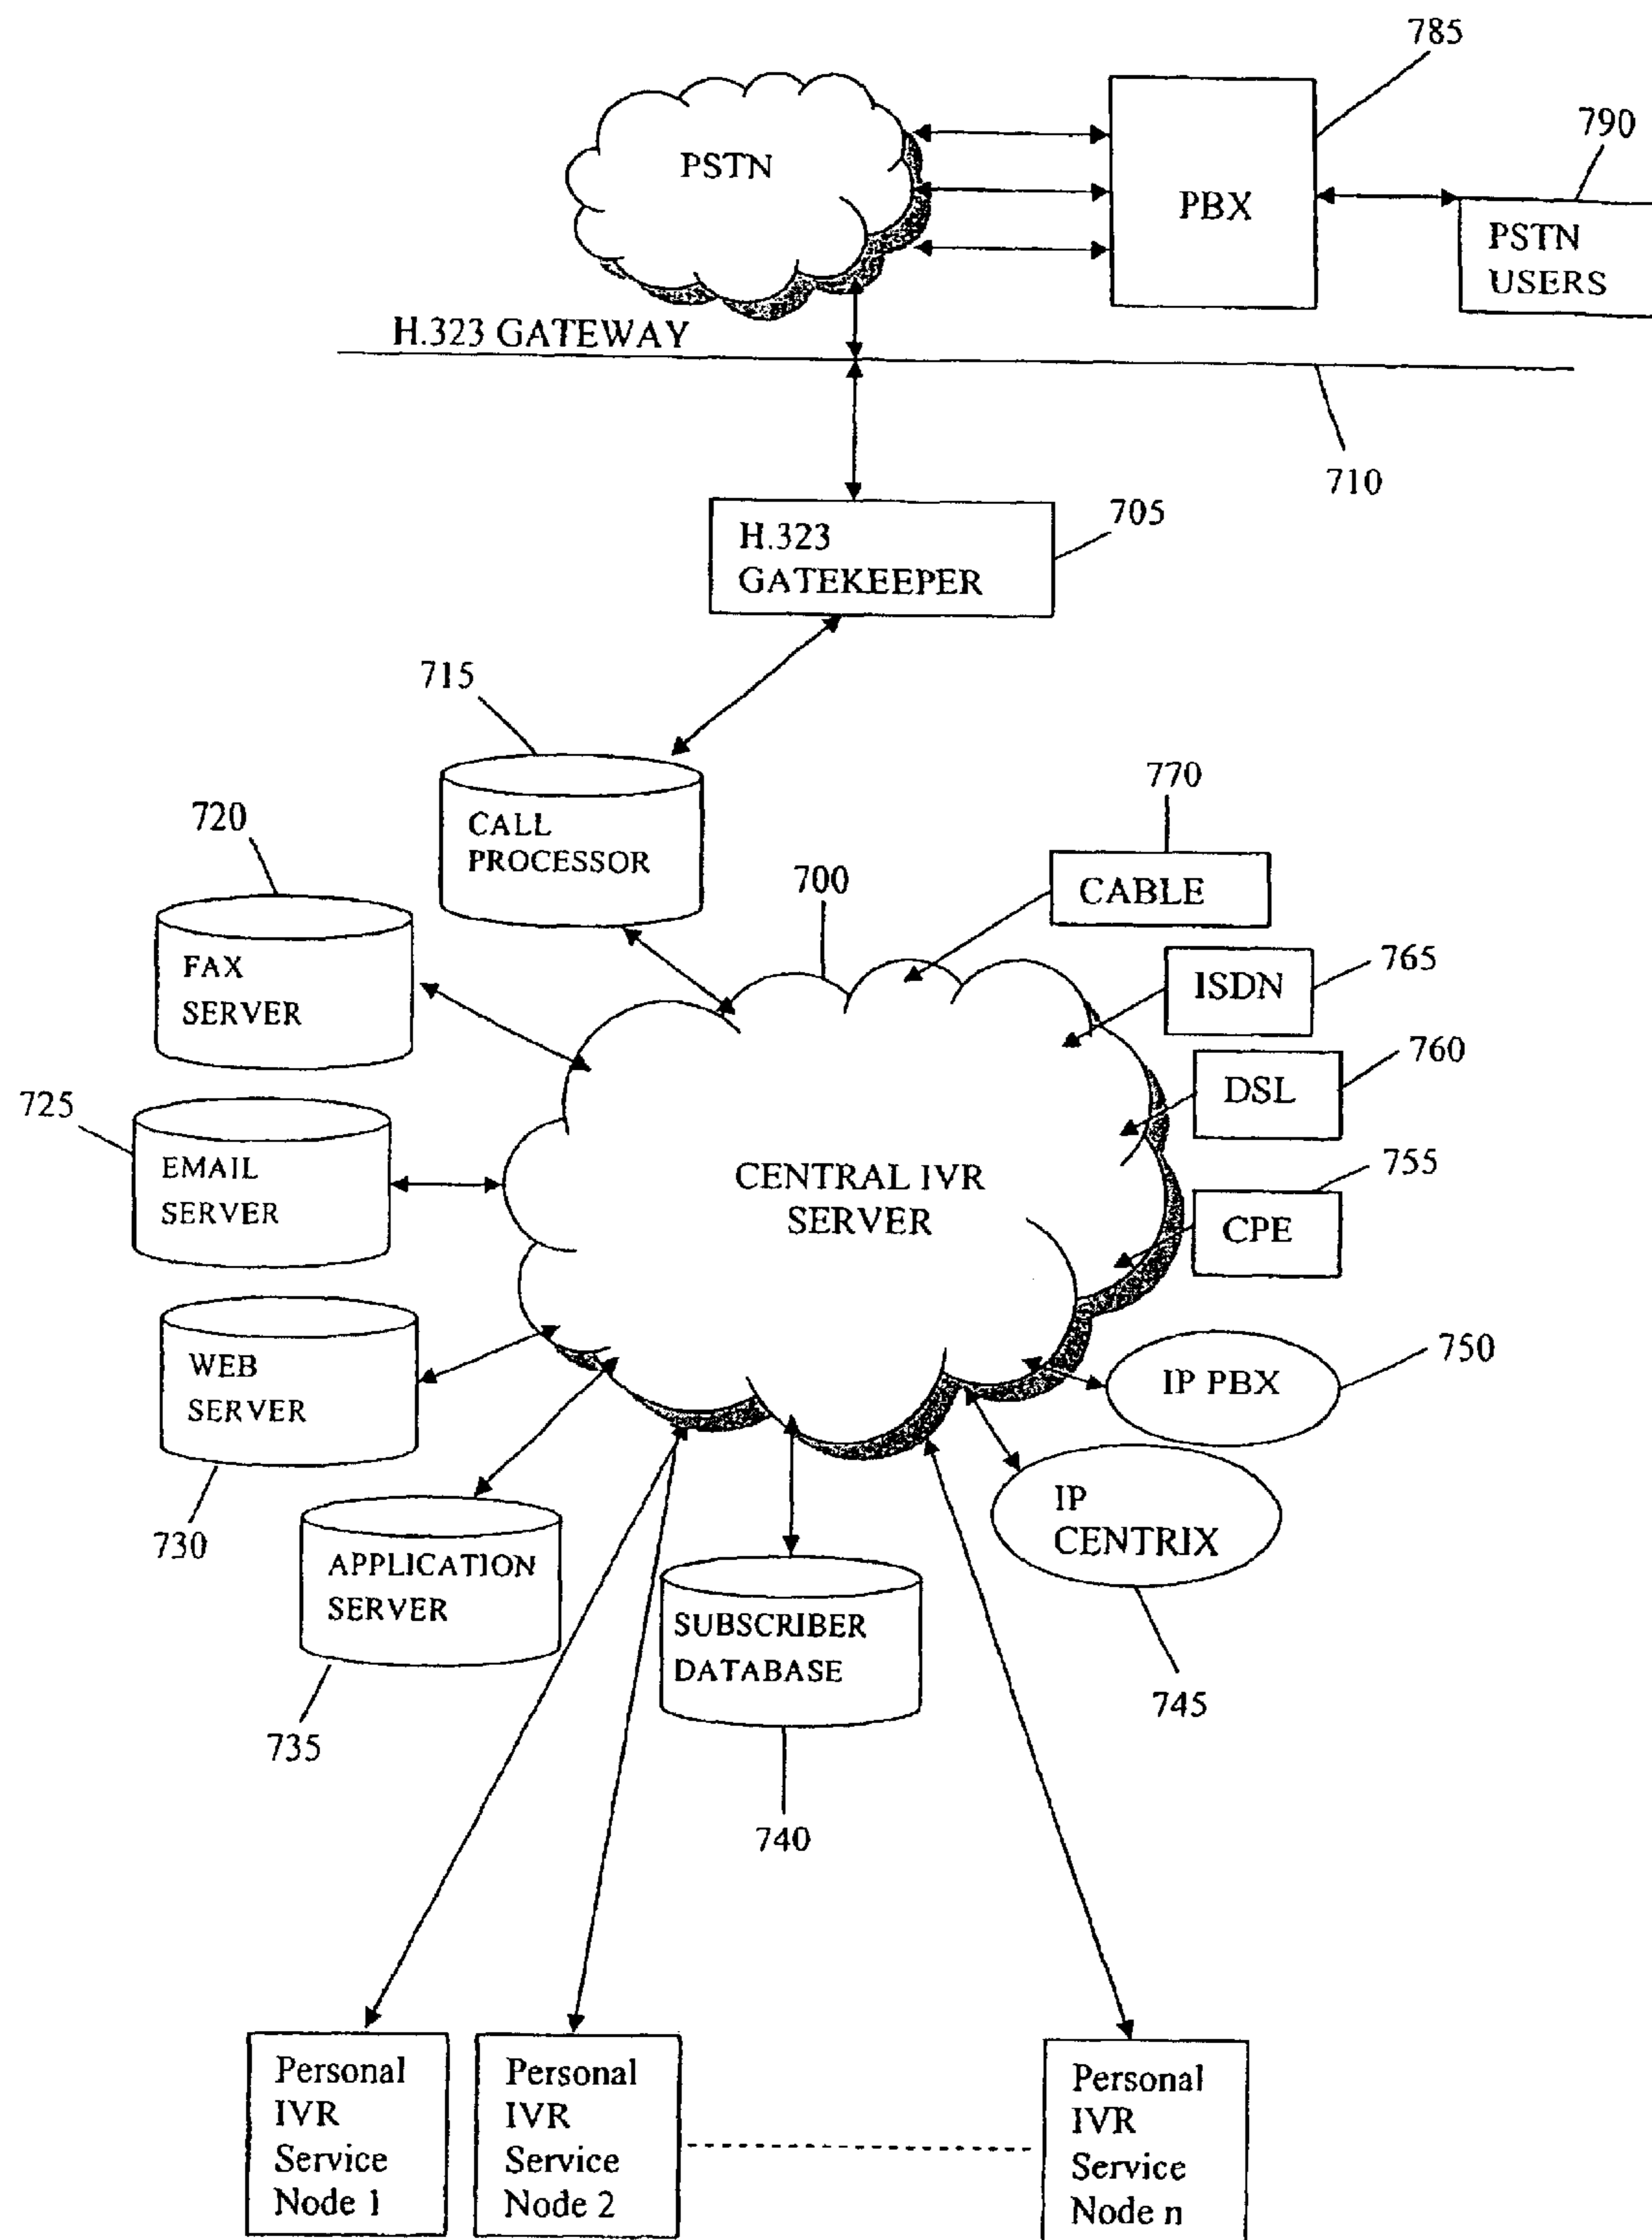 785
790
PSTN
PBX
PSTN
USERS
H.323 GATEWAY
710
H.323
GATEKEEPER
705
715
CALL
PROCESSOR
770
CABLE
720
FAX
SERVER
700
ISDN
765
DSL
760
725
EMAIL
SERVER
CENTRAL IVR
SERVER
755
CPE
WEB
SERVER
730
IP PBX
750
IP
CENTRIX
745
APPLICATION
SERVER
735
SUBSCRIBER
DATABASE
740
Personal
IVR
Service
Node 1
Personal
IVR
Service
Node 2
Personal
IVR
Service
Node n